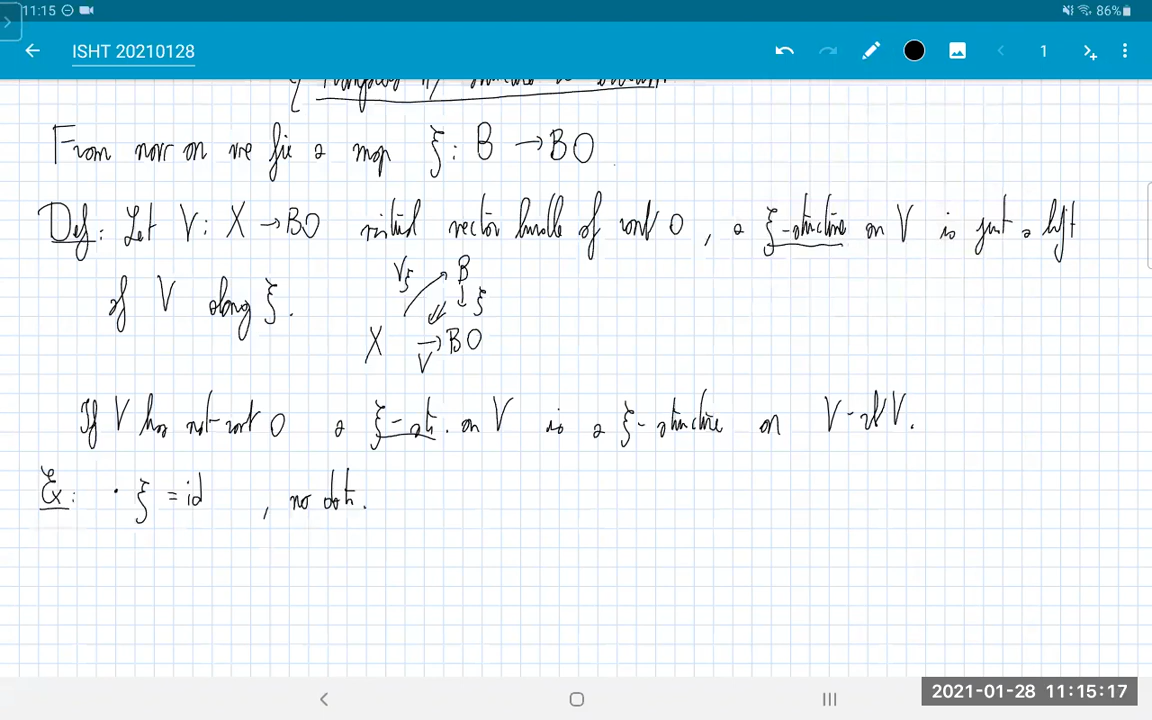 11:15
86%
ISHT 20210128
1
From now on we fix a map ξ: B → BO
Def: Let V: X → BO virtual vector bundle of rank 0, a ξ-structure on V is just a lift
of V along ξ.
Vξ B
ξ
X → BO
V
If V has not-rank 0 a ξ-str. on V is a ξ-structure on V-rk V.
Ex: · ξ = id , no data.
2021-01-28 11:15:17